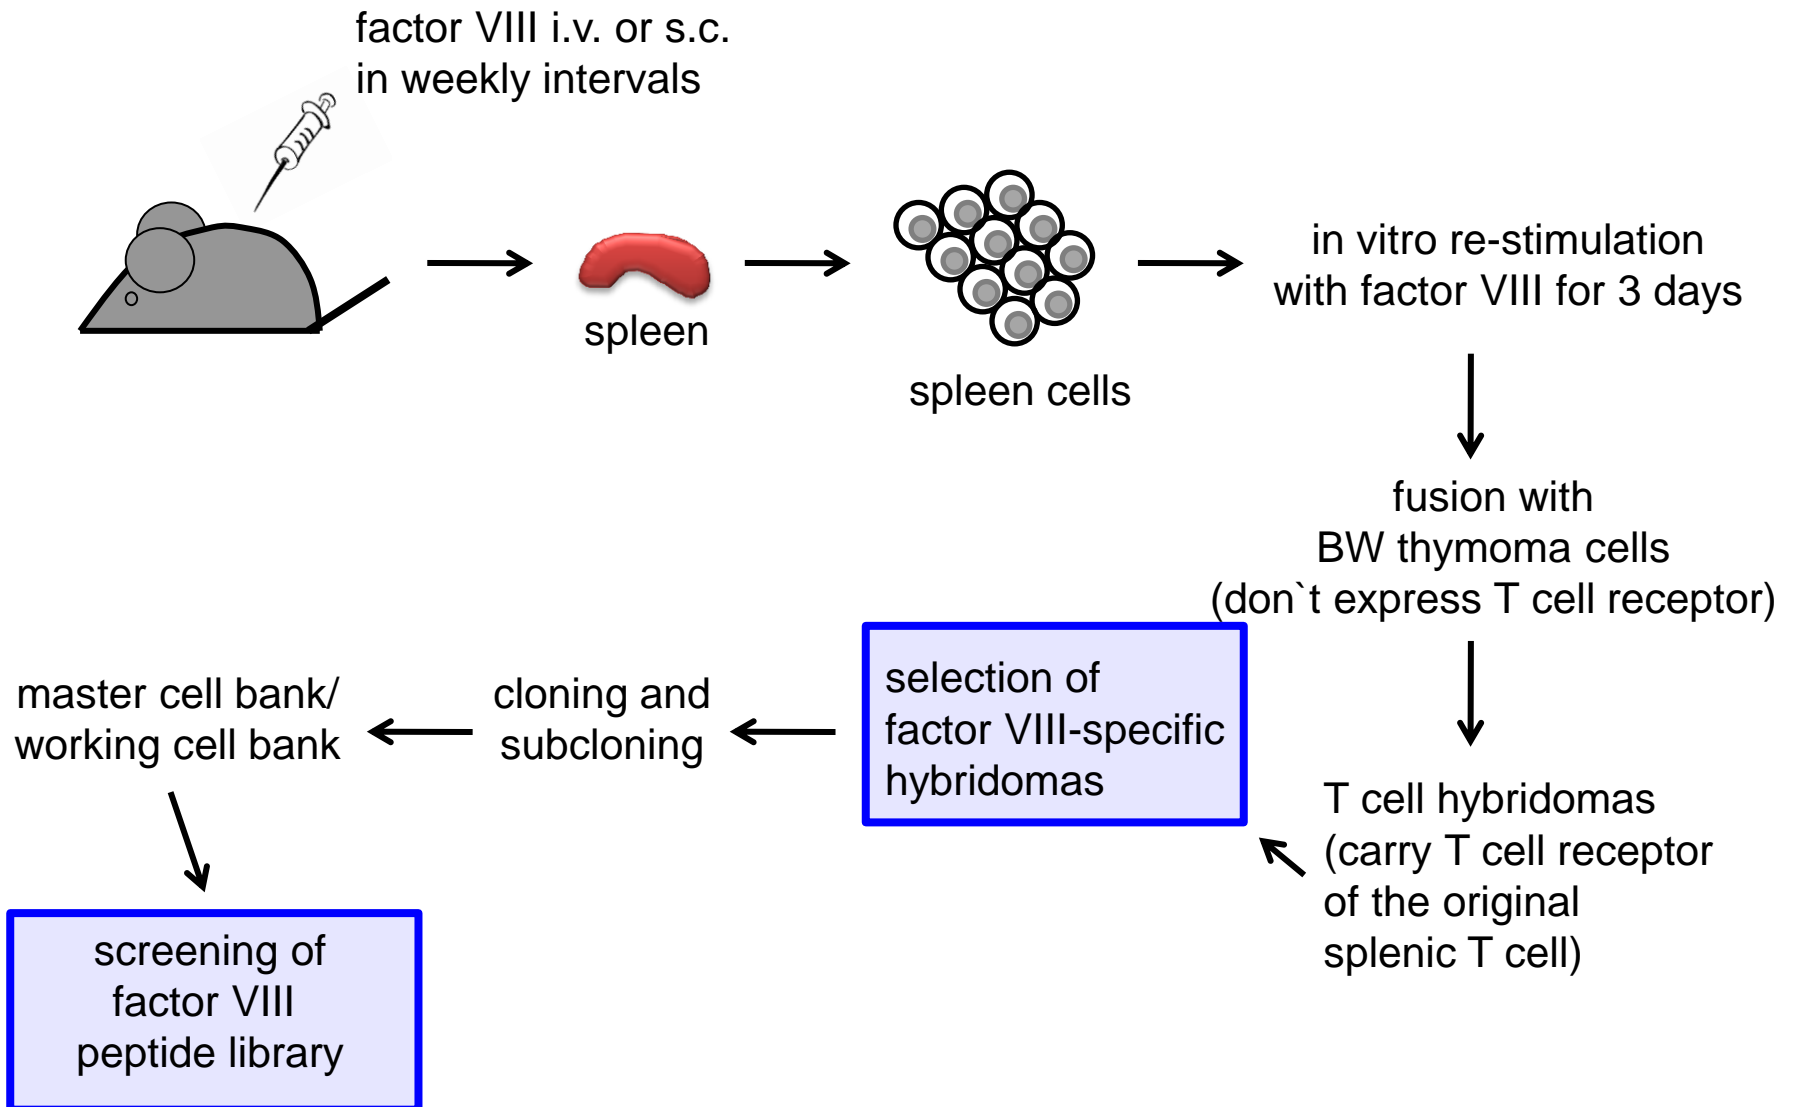 factor VIII i.v. or s.c.
in weekly intervals
spleen
spleen cells
in vitro re-stimulation
with factor VIII for 3 days
fusion with
BW thymoma cells
(don`t express T cell receptor)
T cell hybridomas
(carry T cell receptor
of the original
splenic T cell)
selection of
factor VIII-specific
hybridomas
cloning and
subcloning
master cell bank/
working cell bank
screening of
factor VIII
peptide library